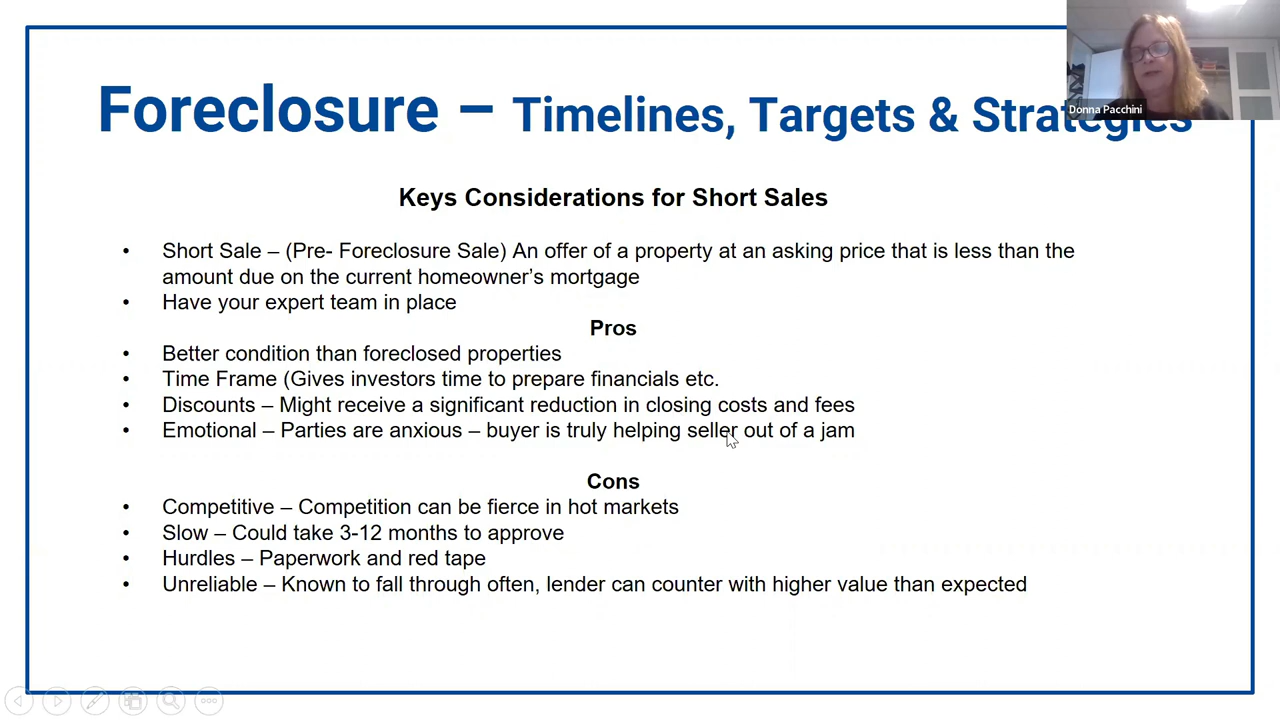 Foreclosure – Timelines, Targets & Strategies
Donna Pacchini
Keys Considerations for Short Sales
• Short Sale – (Pre- Foreclosure Sale) An offer of a property at an asking price that is less than the
amount due on the current homeowner's mortgage
• Have your expert team in place
Pros
• Better condition than foreclosed properties
• Time Frame (Gives investors time to prepare financials etc.
• Discounts – Might receive a significant reduction in closing costs and fees
• Emotional – Parties are anxious – buyer is truly helping seller out of a jam
Cons
• Competitive – Competition can be fierce in hot markets
• Slow – Could take 3-12 months to approve
• Hurdles – Paperwork and red tape
• Unreliable – Known to fall through often, lender can counter with higher value than expected